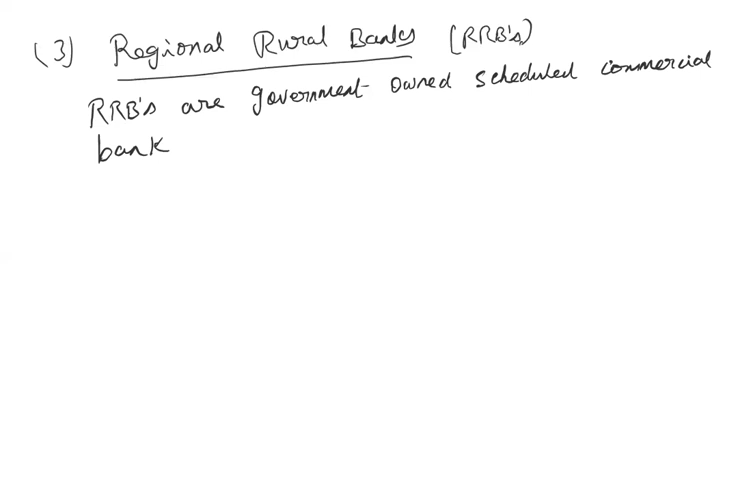 (3) Regional Rural Banks (RRB's)
RRB's are government owned scheduled commercial
bank